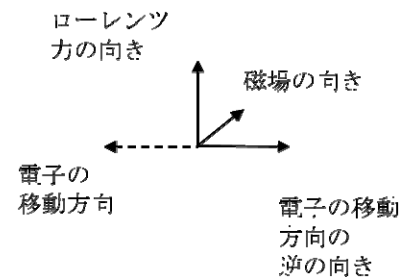 ローレンツ
力の向き
磁場の向き
電子の
移動方向
電子の移動
方向の
逆の向き